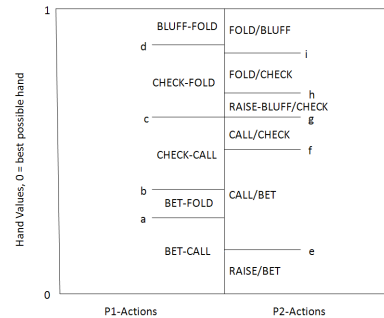 1
BLUFF-FOLD
FOLD/BLUFF
d
i
FOLD/CHECK
CHECK-FOLD
h
RAISE-BLUFF/CHECK
c
g
CALL/CHECK
CHECK-CALL
f
b
CALL/BET
BET-FOLD
a
BET-CALL
e
RAISE/BET
0
Hand Values, 0 = best possible hand
P1-Actions
P2-Actions